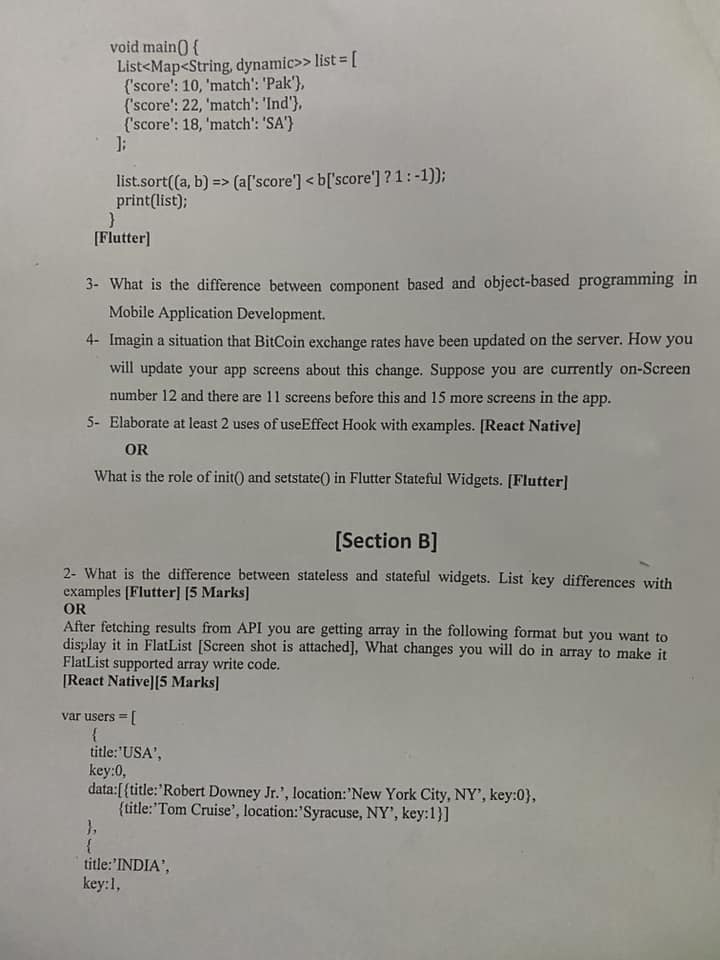 void main() {
List<Map<String, dynamic>> list = [
{'score': 10, 'match': 'Pak'},
{'score': 22, 'match': 'Ind'},
{'score': 18, 'match': 'SA'}
];
list.sort((a, b) => (a['score'] < b['score'] ? 1 : -1));
print(list);
}
[Flutter]
3- What is the difference between component based and object-based programming in
Mobile Application Development.
4- Imagin a situation that BitCoin exchange rates have been updated on the server. How you
will update your app screens about this change. Suppose you are currently on-Screen
number 12 and there are 11 screens before this and 15 more screens in the app.
5- Elaborate at least 2 uses of useEffect Hook with examples. [React Native]
OR
What is the role of init() and setstate() in Flutter Stateful Widgets. [Flutter]
[Section B]
2- What is the difference between stateless and stateful widgets. List key differences with
examples [Flutter] [5 Marks]
OR
After fetching results from API you are getting array in the following format but you want to
display it in FlatList [Screen shot is attached], What changes you will do in array to make it
FlatList supported array write code.
[React Native][5 Marks]
var users = [
{
title:’USA’,
key:0,
data:[{title:’Robert Downey Jr.’, location:’New York City, NY’, key:0},
{title:’Tom Cruise’, location:’Syracuse, NY’, key:1}]
},
{
title:’INDIA’,
key:1,